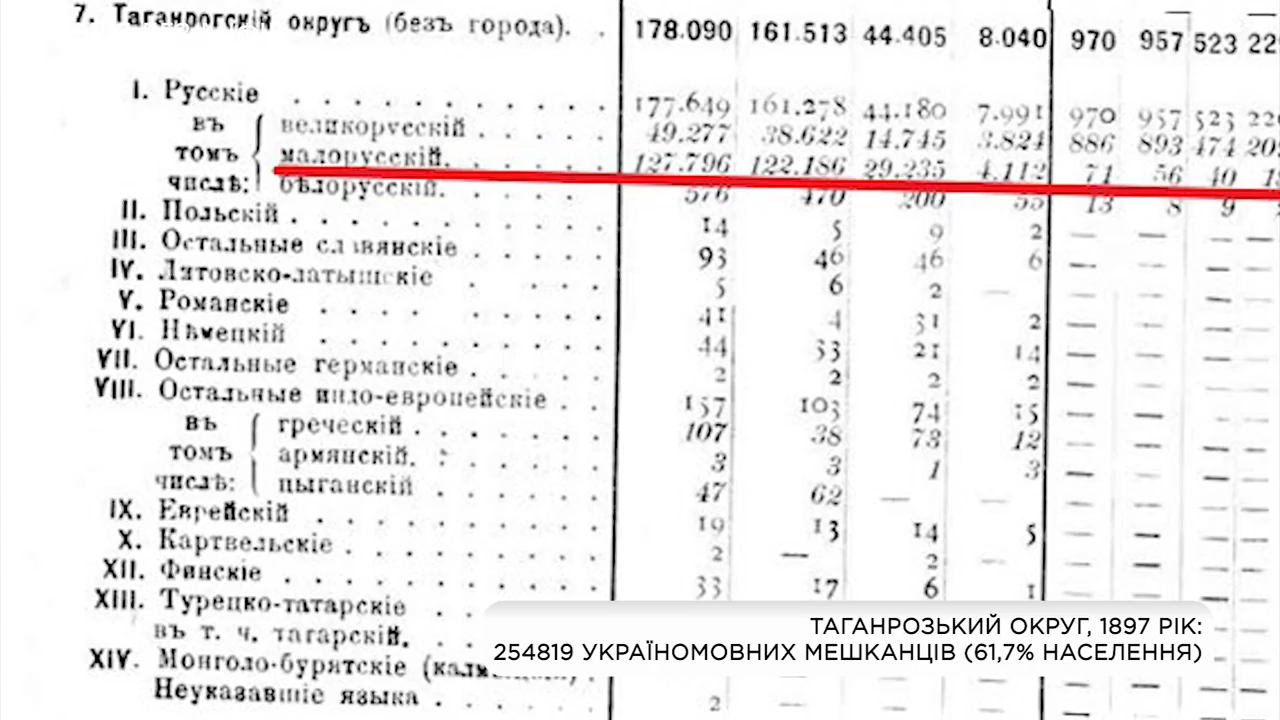 7. Таганрогскій округъ (безъ города). . 178.090 161.513 44.405 8.040 970 957 523 22
I. Русскіе . . . . . . . . . . . 177.649 161.278 44.180 7.991 970 957 523
въ великорусскій . . . . . 49.277 38.622 14.745 3.824 886 893 474
томъ малорусскій. . . . . . 127.796 122.186 29.235 4.112 71 56 40
числѣ: бѣлорусскій. . . . . . 576 470 200 55 13 8 9
II. Польскій . . . . . . . . . . 14 5 9 2 — — — —
III. Остальные славянскіе . . . . 93 46 46 6 — — — —
IV. Литовско-латышскіе . . . . 5 6 2 — — — — —
V. Романскіе . . . . . . . . 41 4 31 2 — — — —
VI. Нѣмецкій . . . . . . . . . 44 33 21 14 — — — —
VII. Остальные германскіе . . . . . 2 2 2 2 — — — —
VIII. Остальные индо-европейскіе . . 157 103 74 15 — — — —
въ греческій . . . . . . . 107 38 73 12 — — — —
томъ армянскій. . . . . . . 3 3 1 3 — — — —
числѣ: цыганскій . . . . . . 47 62 — — — — — —
IX. Еврейскій . . . . . . . . . 19 13 14 5 — — — —
X. Картвельскіе . . . . . . . . 2 — 2 — — — —
XII. Финскіе . . . . . . . . . . 33 17 6 1 — — — —
XIII. Турецко-татарскіе . .
въ т. ч. татарскій. . .
XIV. Монголо-бурятскіе
Неуказавшіе языка . . . . . . 2 — — — —
ТАГАНРОЗЬКИЙ ОКРУГ, 1897 РІК:
254819 УКРАЇНОМОВНИХ МЕШКАНЦІВ (61,7% НАСЕЛЕННЯ)